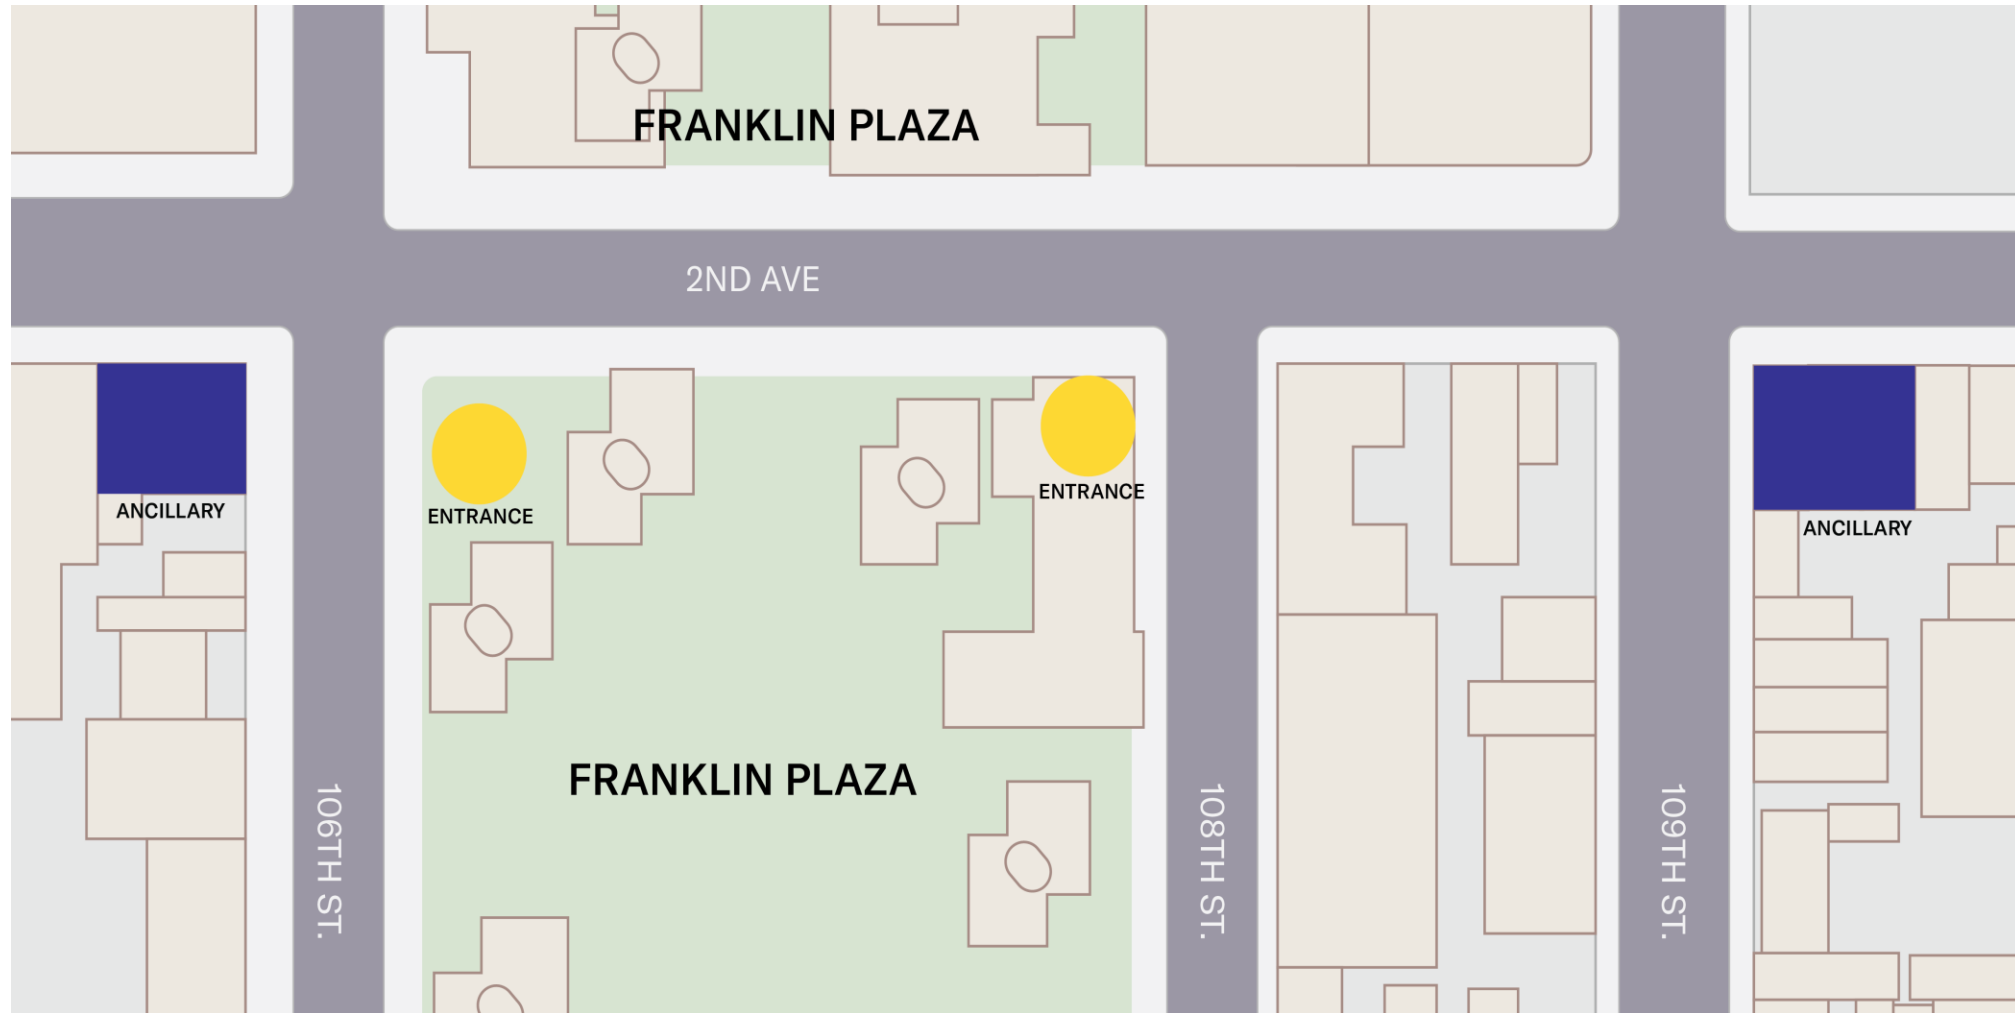 FRANKLIN PLAZA
2ND AVE
ENTRANCE
ENTRANCE
ANCILLARY
ANCILLARY
FRANKLIN PLAZA
106TH ST.
108TH ST.
109TH ST.